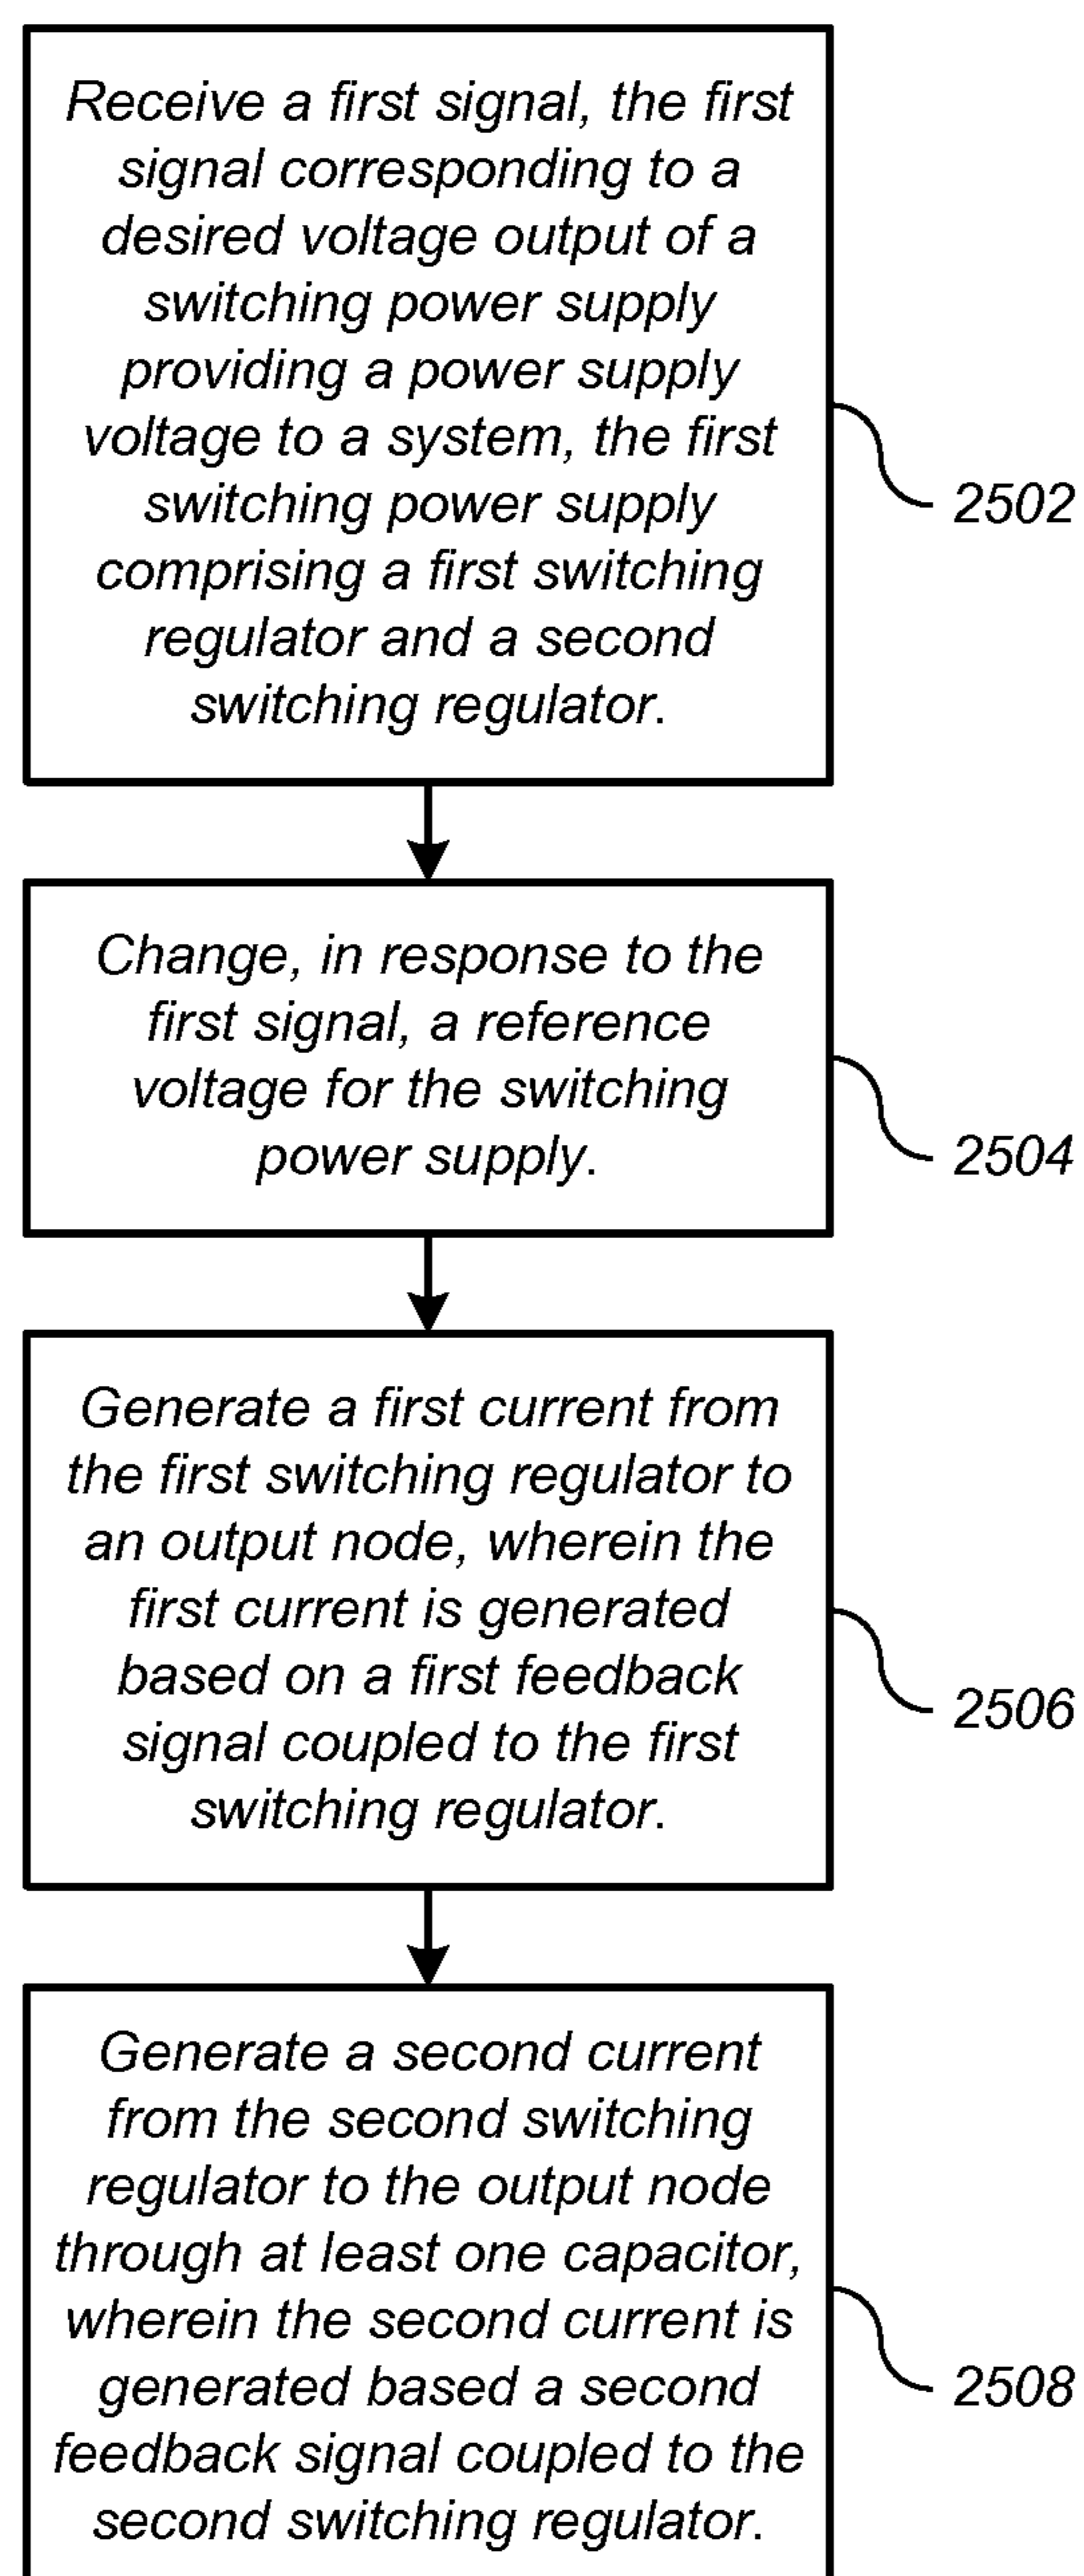 Receive a first signal, the first
signal corresponding to a
desired voltage output of a
switching power supply
providing a power supply
voltage to a system, the first
switching power supply
comprising a first switching
regulator and a second
switching regulator.
2502
Change, in response to the
first signal, a reference
voltage for the switching
power supply.
2504
Generate a first current from
the first switching regulator to
an output node, wherein the
first current is generated
based on a first feedback
signal coupled to the first
switching regulator.
2506
Generate a second current
from the second switching
regulator to the output node
through at least one capacitor,
wherein the second current is
generated based a second
feedback signal coupled to the
second switching regulator.
2508